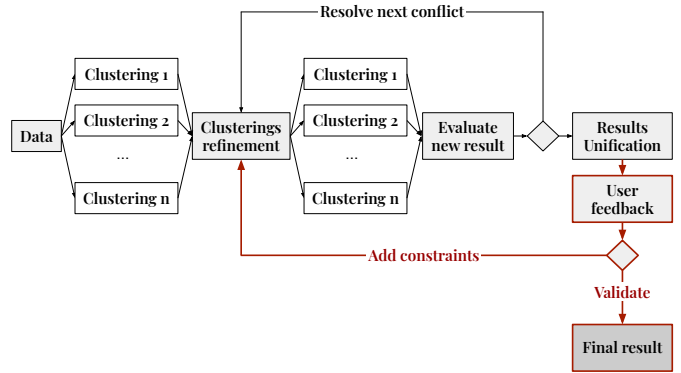 Resolve next conflict
Data
Clustering 1
Clustering 2
...
Clustering n
Clusterings
refinement
Clustering 1
Clustering 2
...
Clustering n
Evaluate
new result
Results
Unification
User
feedback
Add constraints
Validate
Final result